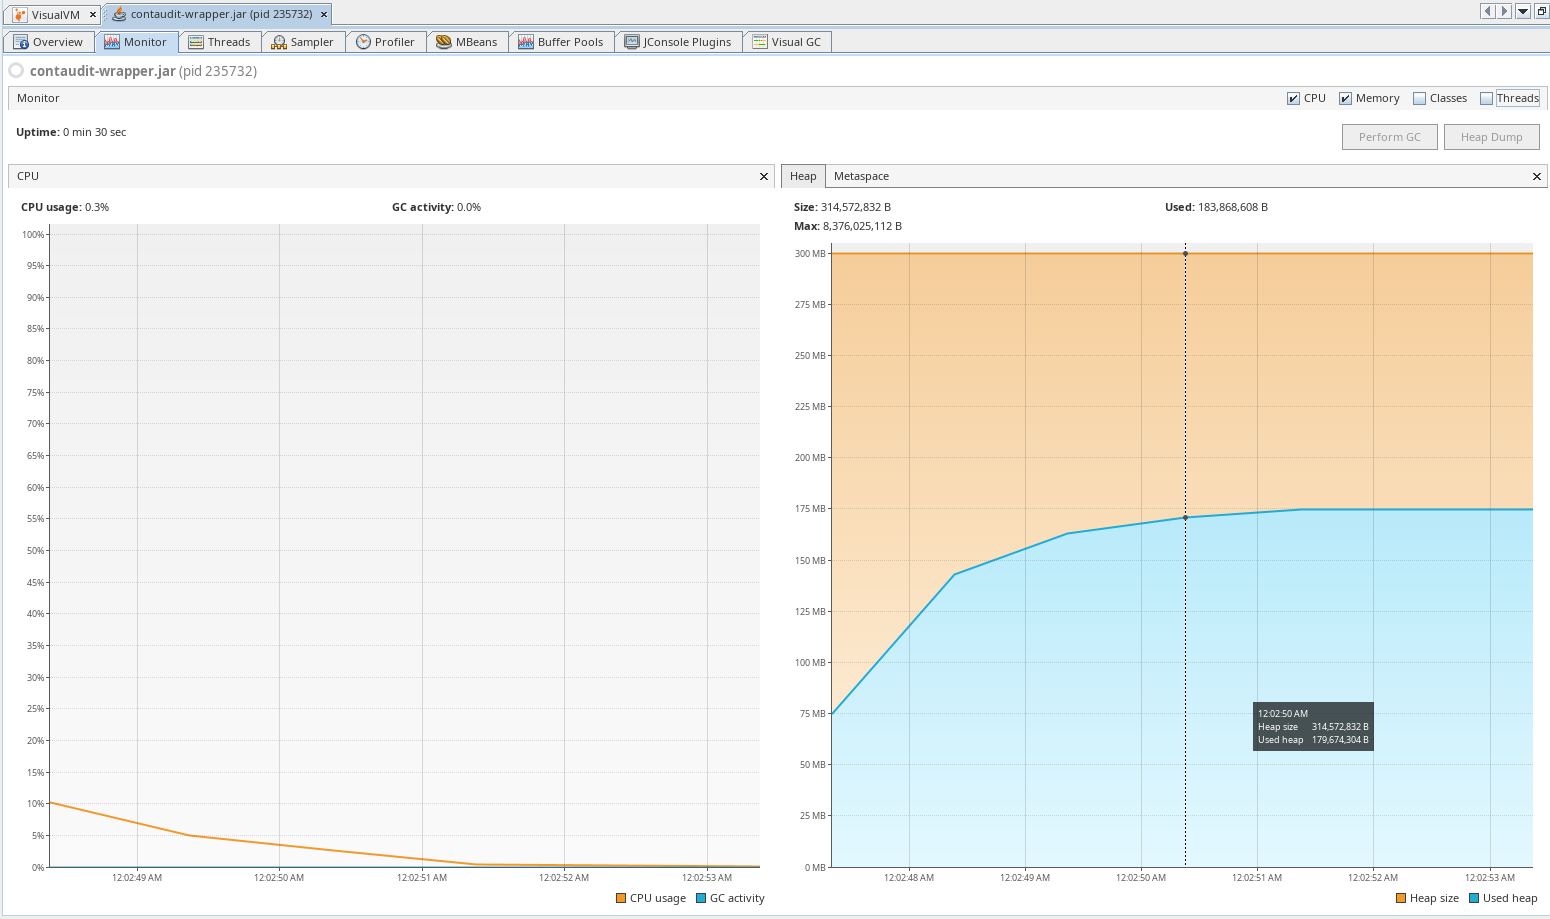 VisualVM
contaudit-wrapper.jar (pid 235732)
Overview
Monitor
Threads
Sampler
Profiler
MBeans
Buffer Pools
JConsole Plugins
Visual GC
contaudit-wrapper.jar (pid 235732)
Monitor
CPU
Memory
Classes
Threads
Uptime: 0 min 30 sec
Perform GC
Heap Dump
CPU
CPU usage: 0.3%
GC activity: 0.0%
100%
95%
90%
85%
80%
75%
70%
65%
60%
55%
50%
45%
40%
35%
30%
25%
20%
15%
10%
5%
0%
12:02:49 AM
12:02:50 AM
12:02:51 AM
12:02:52 AM
12:02:53 AM
CPU usage
GC activity
Heap
Metaspace
Size: 314,572,832 B
Used: 183,868,608 B
Max: 8,376,025,112 B
300 MB
275 MB
250 MB
225 MB
200 MB
175 MB
150 MB
125 MB
100 MB
75 MB
50 MB
25 MB
0 MB
12:02:50 AM
Heap size 314,572,832 B
Used heap 179,674,304 B
12:02:48 AM
12:02:49 AM
12:02:50 AM
12:02:51 AM
12:02:52 AM
12:02:53 AM
Heap size
Used heap